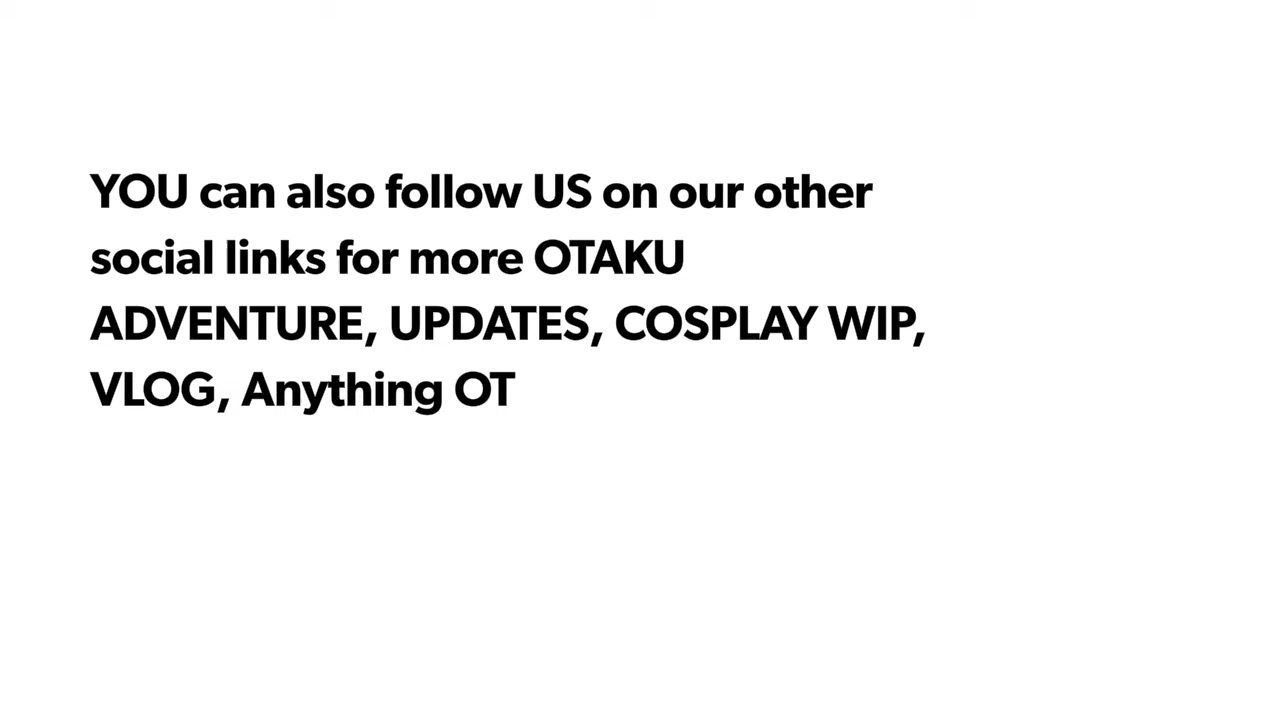 YOU can also follow US on our other
social links for more OTAKU
ADVENTURE, UPDATES, COSPLAY WIP,
VLOG, Anything OT